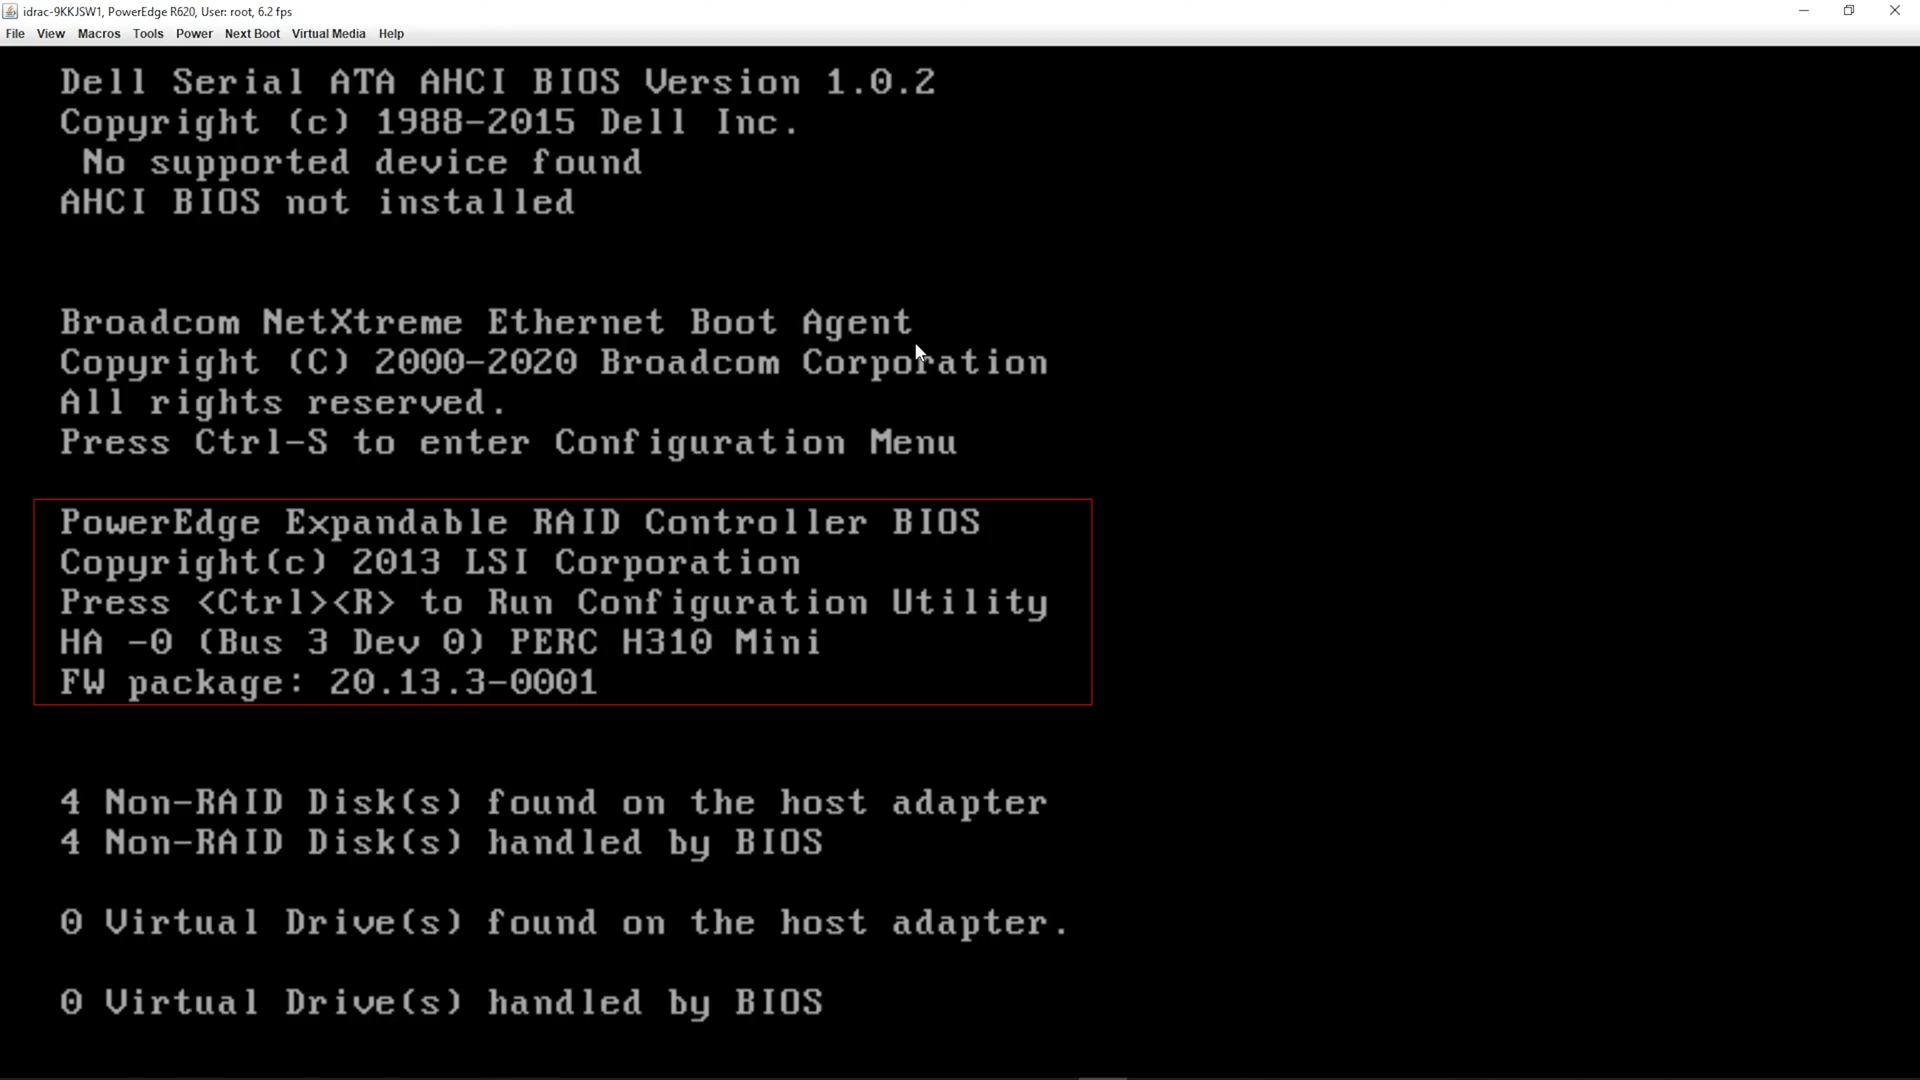 idrac-9KKJSW1, PowerEdge R620, User: root, 6.2 fps
File View Macros Tools Power Next Boot Virtual Media Help
Dell Serial ATA AHCI BIOS Version 1.0.2
Copyright (c) 1988-2015 Dell Inc.
No supported device found
AHCI BIOS not installed
Broadcom NetXtreme Ethernet Boot Agent
Copyright (C) 2000-2020 Broadcom Corporation
All rights reserved.
Press Ctrl-S to enter Configuration Menu
PowerEdge Expandable RAID Controller BIOS
Copyright(c) 2013 LSI Corporation
Press <Ctrl><R> to Run Configuration Utility
HA -0 (Bus 3 Dev 0) PERC H310 Mini
FW package: 20.13.3-0001
4 Non-RAID Disk(s) found on the host adapter
4 Non-RAID Disk(s) handled by BIOS
0 Virtual Drive(s) found on the host adapter.
0 Virtual Drive(s) handled by BIOS